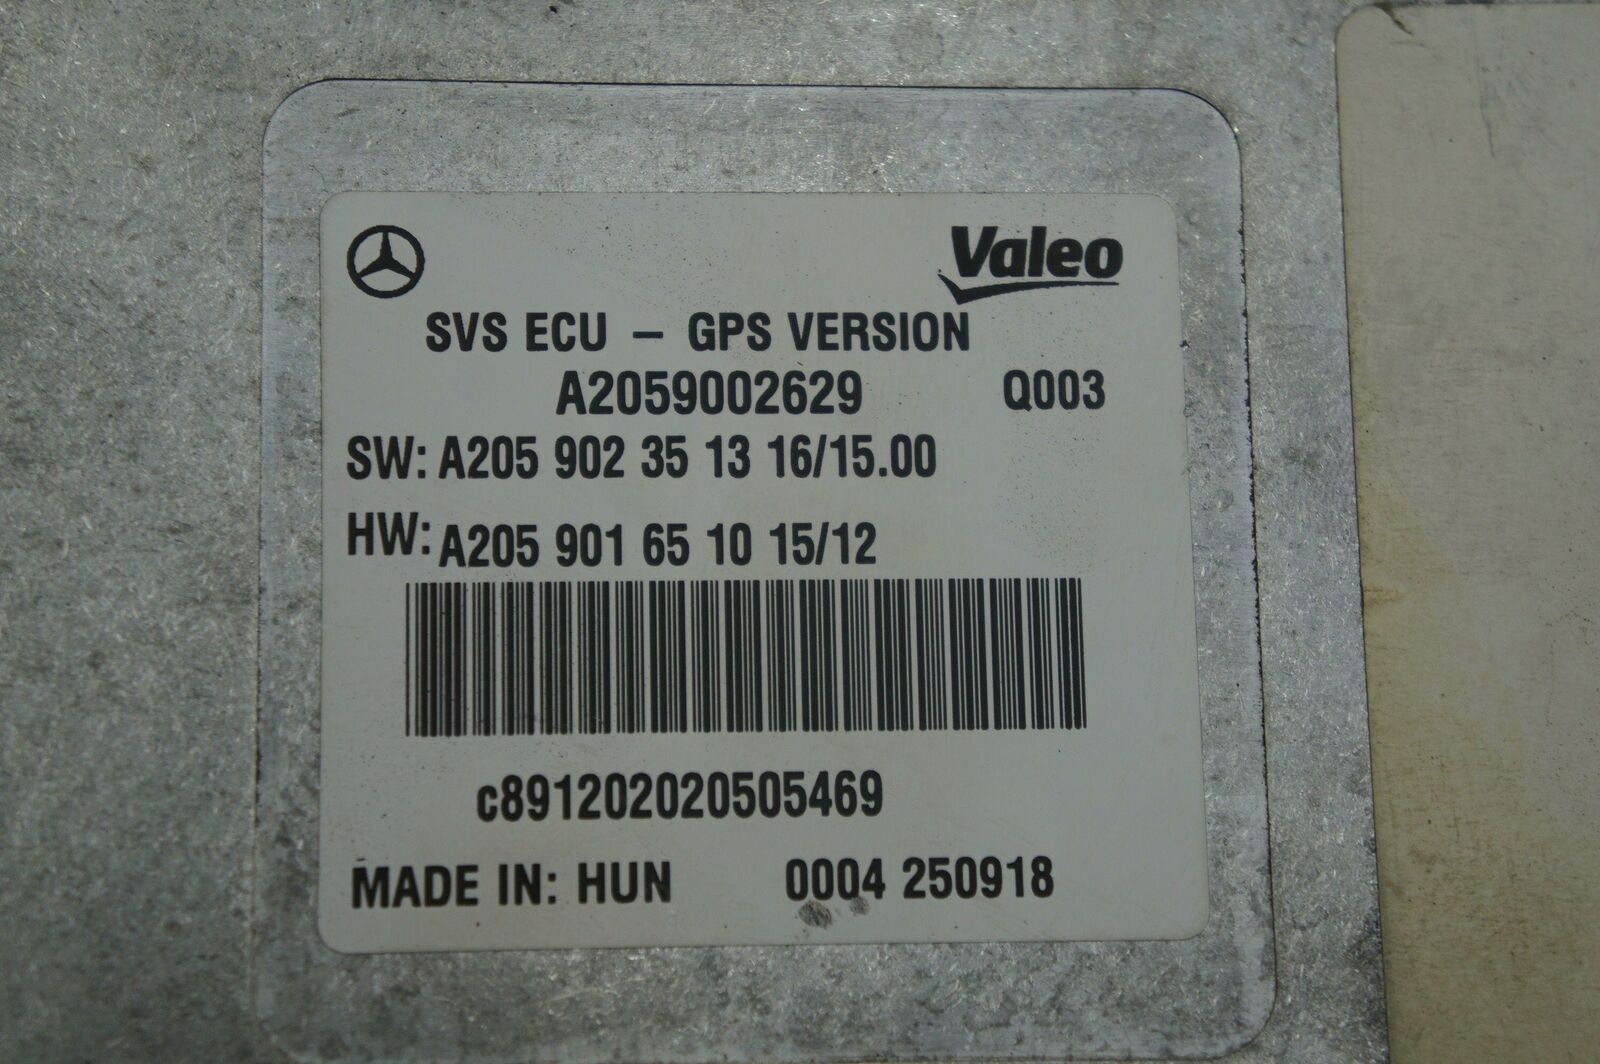 Valeo
SVS ECU – GPS VERSION
A2059002629 Q003
SW: A205 902 35 13 16/15.00
HW: A205 901 65 10 15/12
c891202020505469
MADE IN: HUN 0004 250918